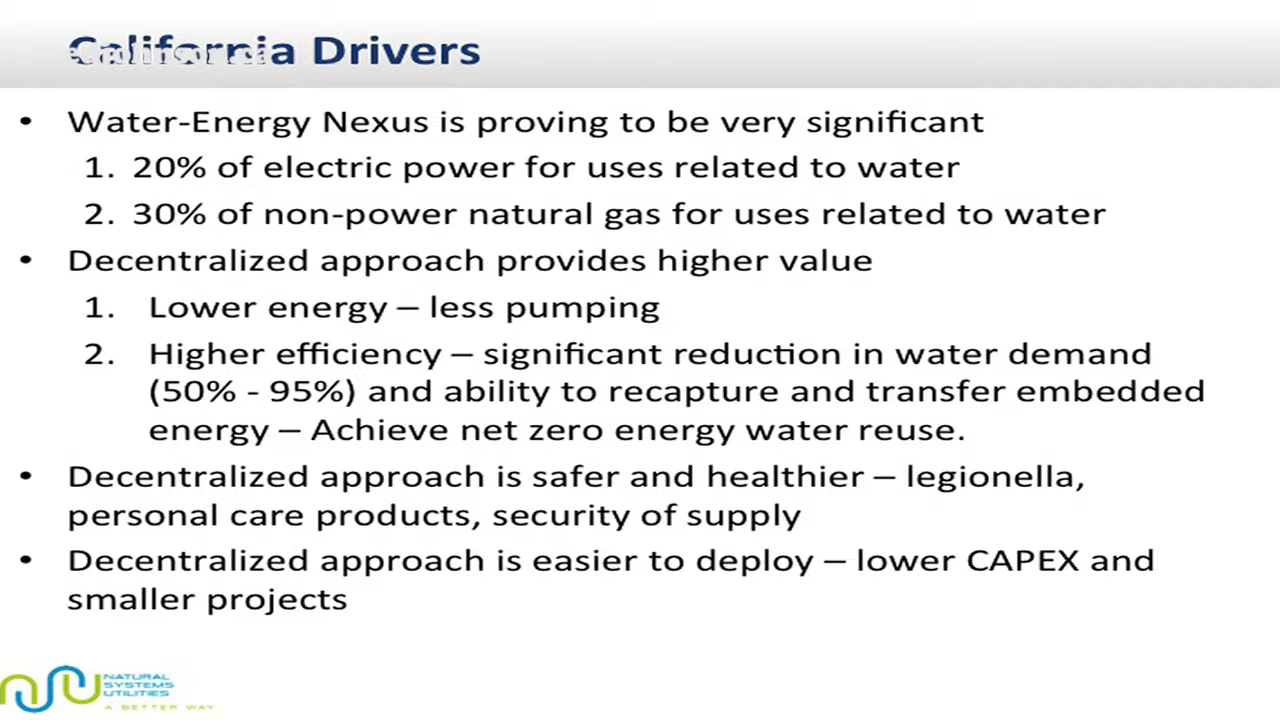 California Drivers
• Water-Energy Nexus is proving to be very significant
1. 20% of electric power for uses related to water
2. 30% of non-power natural gas for uses related to water
• Decentralized approach provides higher value
1. Lower energy – less pumping
2. Higher efficiency – significant reduction in water demand
(50% - 95%) and ability to recapture and transfer embedded
energy – Achieve net zero energy water reuse.
• Decentralized approach is safer and healthier – legionella,
personal care products, security of supply
• Decentralized approach is easier to deploy – lower CAPEX and
smaller projects
NATURAL
SYSTEMS
UTILITIES
A BETTER WAY